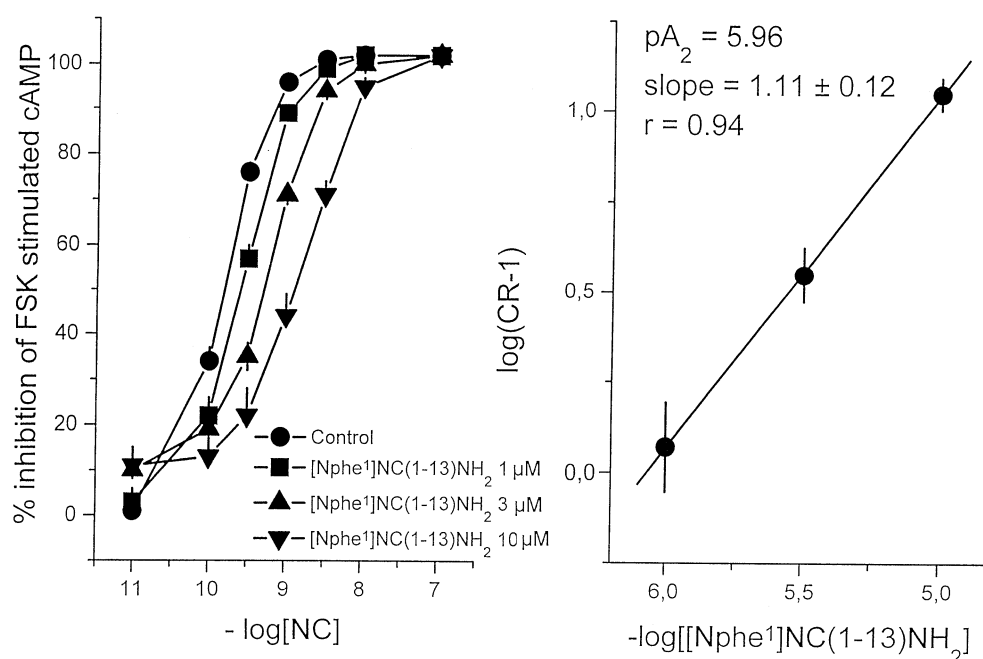 % inhibition of FSK stimulated cAMP
100
80
60
40
20
0
11 10 9 8 7
- log[NC]
Control
[Nphe¹]NC(1-13)NH₂ 1 µM
[Nphe¹]NC(1-13)NH₂ 3 µM
[Nphe¹]NC(1-13)NH₂ 10 µM
pA₂ = 5.96
slope = 1.11 ± 0.12
r = 0.94
log(CR-1)
1,0
0,5
0,0
6,0 5,5 5,0
-log[[Nphe¹]NC(1-13)NH₂]